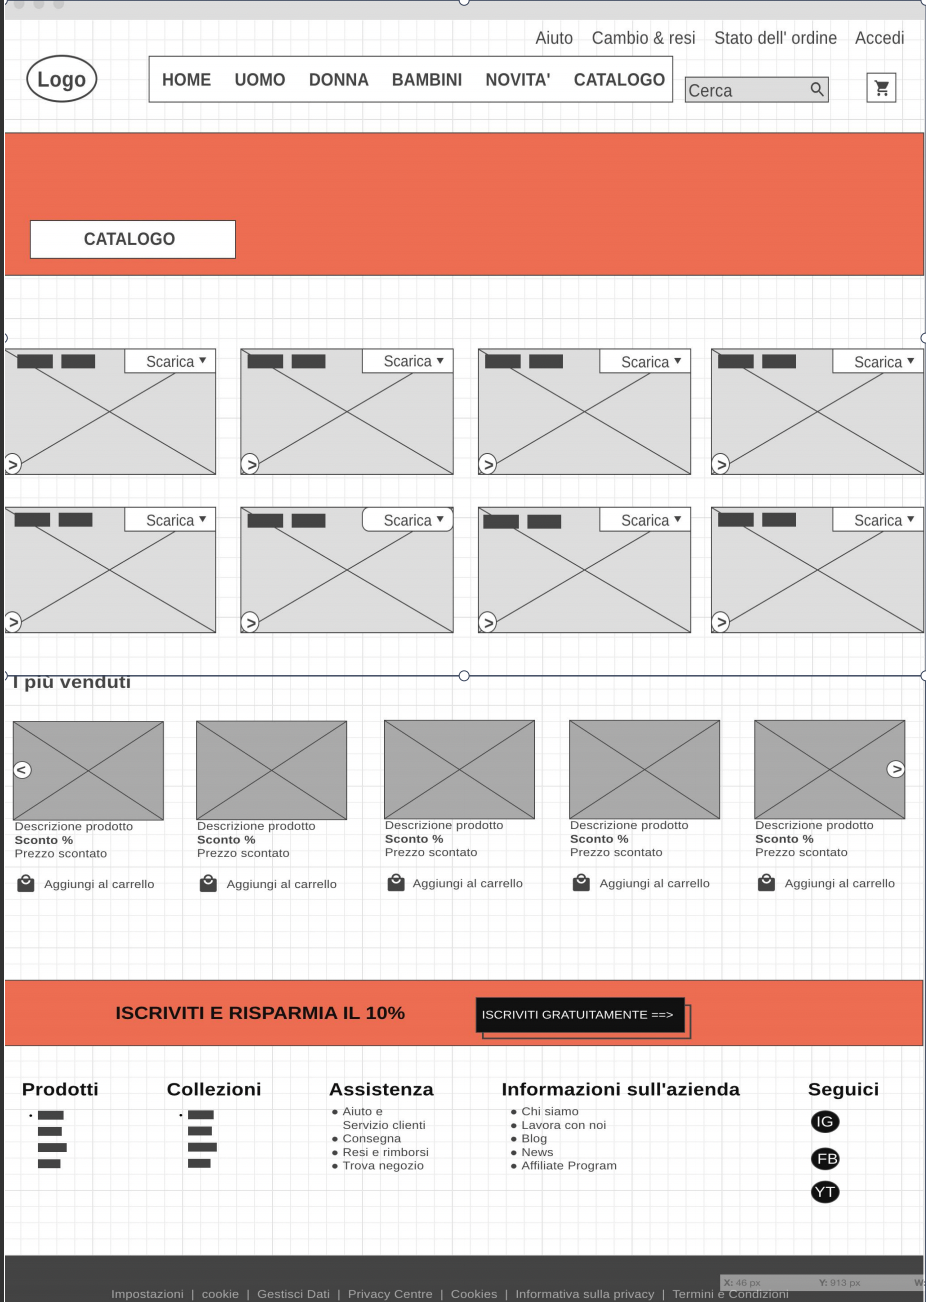 Aiuto Cambio & resi Stato dell' ordine Accedi
Logo HOME UOMO DONNA BAMBINI NOVITA' CATALOGO Cerca
CATALOGO
Scarica Scarica Scarica Scarica
> > > >
Scarica Scarica Scarica Scarica
> > > >
I più venduti
< >
Descrizione prodotto Descrizione prodotto Descrizione prodotto Descrizione prodotto Descrizione prodotto
Sconto % Sconto % Sconto % Sconto % Sconto %
Prezzo scontato Prezzo scontato Prezzo scontato Prezzo scontato Prezzo scontato
Aggiungi al carrello Aggiungi al carrello Aggiungi al carrello Aggiungi al carrello Aggiungi al carrello
ISCRIVITI E RISPARMIA IL 10% ISCRIVITI GRATUITAMENTE ==>
Prodotti
Collezioni
Assistenza
• Aiuto e
Servizio clienti
• Consegna
• Resi e rimborsi
• Trova negozio
Informazioni sull'azienda
• Chi siamo
• Lavora con noi
• Blog
• News
• Affiliate Program
Seguici
IG
FB
YT
X: 46 px Y: 913 px W:
Impostazioni | cookie | Gestisci Dati | Privacy Centre | Cookies | Informativa sulla privacy | Termini e Condizioni